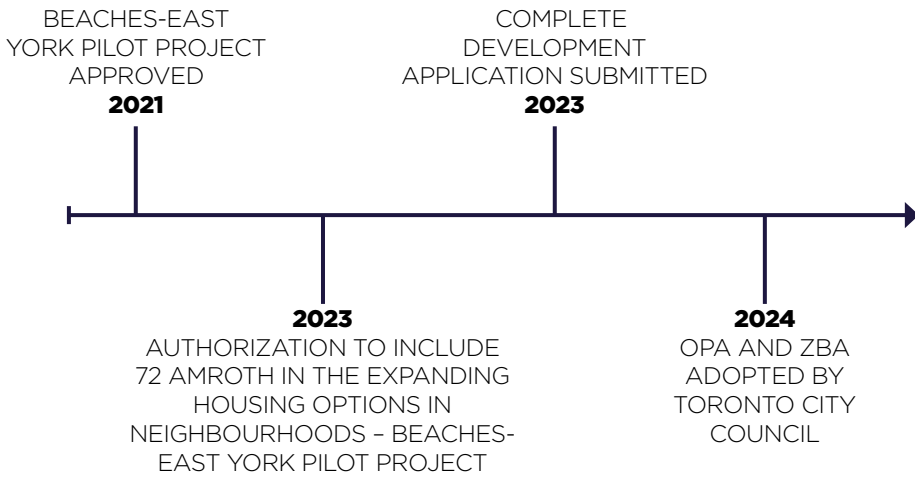 BEACHES-EAST
YORK PILOT PROJECT
APPROVED
2021
2023
AUTHORIZATION TO INCLUDE
72 AMROTH IN THE EXPANDING
HOUSING OPTIONS IN
NEIGHBOURHOODS – BEACHES-
EAST YORK PILOT PROJECT
COMPLETE
DEVELOPMENT
APPLICATION SUBMITTED
2023
2024
OPA AND ZBA
ADOPTED BY
TORONTO CITY
COUNCIL